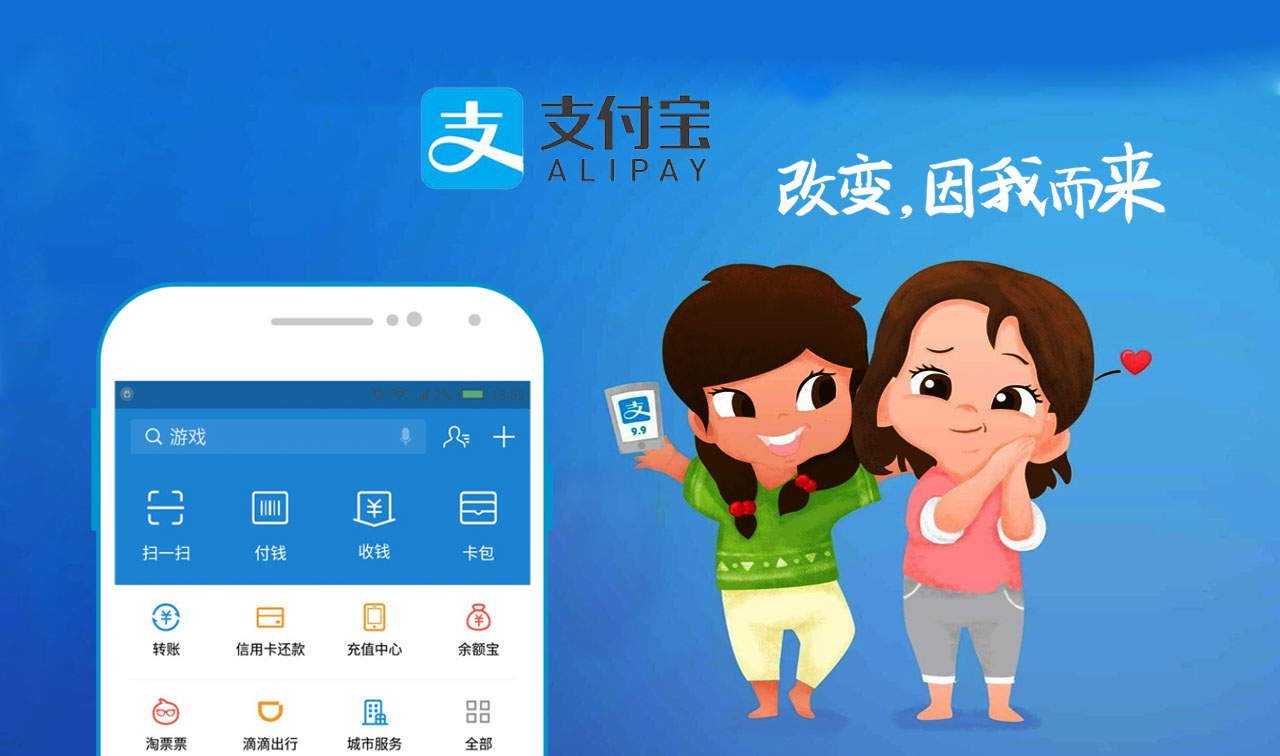 支
支付宝
ALIPAY
改变,因我而来
游戏
扫一扫
付钱
收钱
卡包
转账
信用卡还款
充值中心
余额宝
淘票票
滴滴出行
城市服务
全部
支
9.9